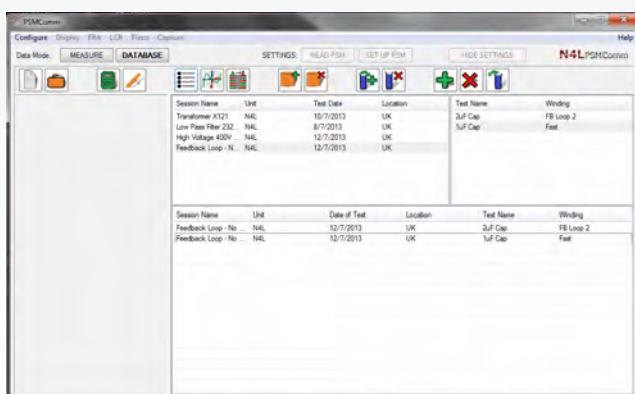 PSMComm
Configure Display FRA LCR Piezo Capture Help
Data Mode: MEASURE DATABASE SETTINGS: READ PSM SET UP PSM HIDE SETTINGS N4L PSMComm
Session Name Unit Test Date Location Test Name Winding
Transformer X121 N4L 10/7/2013 UK 2uF Cap FB Loop 2
Low Pass Filter 232... N4L 8/7/2013 UK 1uF Cap Fast
High Voltage 400V ... N4L 12/7/2013 UK
Feedback Loop - N... N4L 12/7/2013 UK
Session Name Unit Date of Test Location Test Name Winding
Feedback Loop - No ... N4L 12/7/2013 UK 2uF Cap FB Loop 2
Feedback Loop - No ... N4L 12/7/2013 UK 1uF Cap Fast